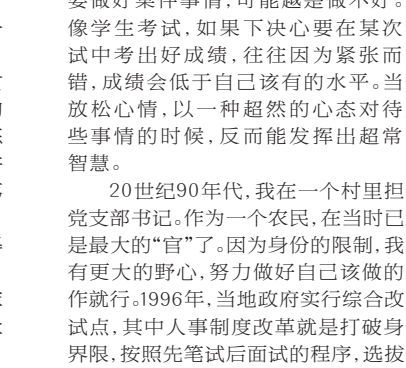 要做好某件事情，可能越是做不好。
像学生考试，如果下决心要在某次
试中考出好成绩，往往因为紧张而
错，成绩会低于自己该有的水平。当
放松心情，以一种超然的心态对待
些事情的时候，反而能发挥出超常
智慧。
20世纪90年代，我在一个村里担
党支部书记。作为一个农民，在当时已
是最大的“官”了。因为身份的限制，我
有更大的野心，努力做好自己该做的
作就行。1996年，当地政府实行综合改
试点，其中人事制度改革就是打破身
界限，按照先笔试后面试的程序，选拔